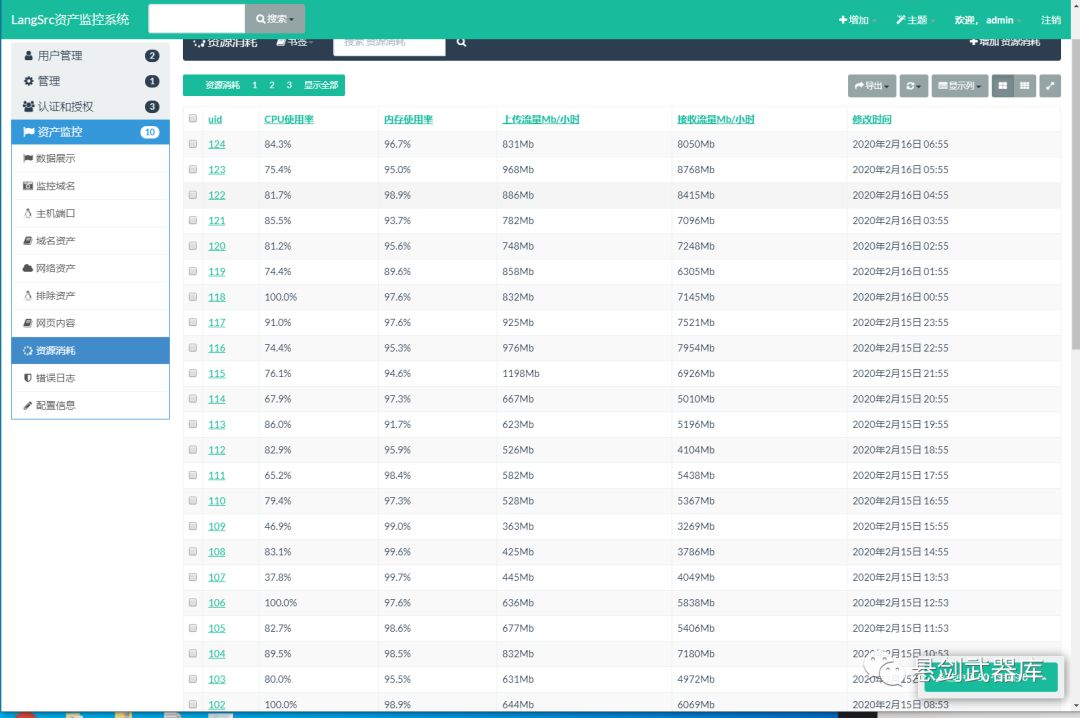 LangSrc资产监控系统 搜索 增加 主题 欢迎，admin 注销
资源消耗 书签 搜索 资源消耗 增加 资源消耗
用户管理 2
管理 1
认证和授权 3
资产监控 10
数据展示
监控域名
主机端口
域名资产
网络资产
排除资产
网页内容
资源消耗
错误日志
配置信息
资源消耗 1 2 3 显示全部 导出 显示列
uid CPU使用率 内存使用率 上传流量Mb/小时 接收流量Mb/小时 修改时间
124 84.3% 96.7% 831Mb 8050Mb 2020年2月16日 06:55
123 75.4% 95.0% 968Mb 8768Mb 2020年2月16日 05:55
122 81.7% 98.9% 886Mb 8415Mb 2020年2月16日 04:55
121 85.5% 93.7% 782Mb 7096Mb 2020年2月16日 03:55
120 81.2% 95.6% 748Mb 7248Mb 2020年2月16日 02:55
119 74.4% 89.6% 858Mb 6305Mb 2020年2月16日 01:55
118 100.0% 97.6% 832Mb 7145Mb 2020年2月16日 00:55
117 91.0% 97.6% 925Mb 7521Mb 2020年2月15日 23:55
116 74.4% 95.3% 976Mb 7954Mb 2020年2月15日 22:55
115 76.1% 94.6% 1198Mb 6926Mb 2020年2月15日 21:55
114 67.9% 97.3% 667Mb 5010Mb 2020年2月15日 20:55
113 86.0% 91.7% 623Mb 5196Mb 2020年2月15日 19:55
112 82.9% 95.9% 526Mb 4104Mb 2020年2月15日 18:55
111 65.2% 98.4% 582Mb 5438Mb 2020年2月15日 17:55
110 79.4% 97.3% 528Mb 5367Mb 2020年2月15日 16:55
109 46.9% 99.0% 363Mb 3269Mb 2020年2月15日 15:55
108 83.1% 99.6% 425Mb 3786Mb 2020年2月15日 14:55
107 37.8% 99.7% 445Mb 4049Mb 2020年2月15日 13:53
106 100.0% 97.6% 636Mb 5838Mb 2020年2月15日 12:53
105 82.7% 98.6% 677Mb 5406Mb 2020年2月15日 11:53
104 89.5% 98.5% 832Mb 7180Mb 2020年2月15日 10:53
103 80.0% 95.5% 631Mb 4972Mb 2020年2月15
102 100.0% 98.9% 644Mb 6069Mb 2020年2月15日 08:53
悬剑武器库